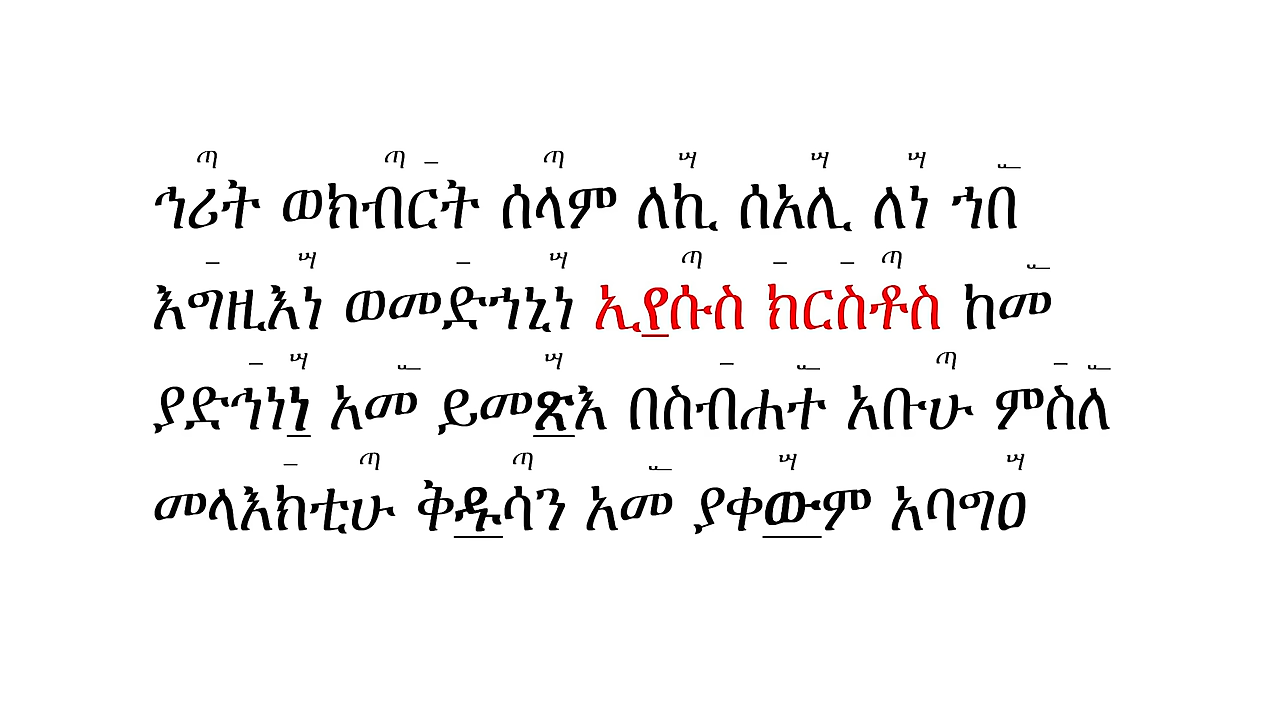 ኅሪት ወክብርት ሰላም ለኪ ሰአሊ ለነ ኀበ
እግዚእነ ወመድኀኒነ ኢየሱስ ክርስቶስ ከመ
ያድኅነነ አመ ይመጽእ በስብሐተ አቡሁ ምስለ
መላእክቲሁ ቅዱሳን አመ ያቀውም አባግዐ